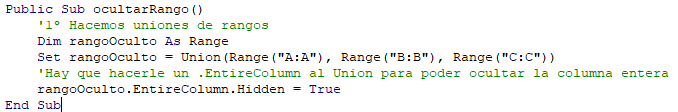 Public Sub ocultarRango()
'1º Hacemos uniones de rangos
Dim rangoOculto As Range
Set rangoOculto = Union(Range("A:A"), Range("B:B"), Range("C:C"))
'Hay que hacerle un .EntireColumn al Union para poder ocultar la columna entera
rangoOculto.EntireColumn.Hidden = True
End Sub